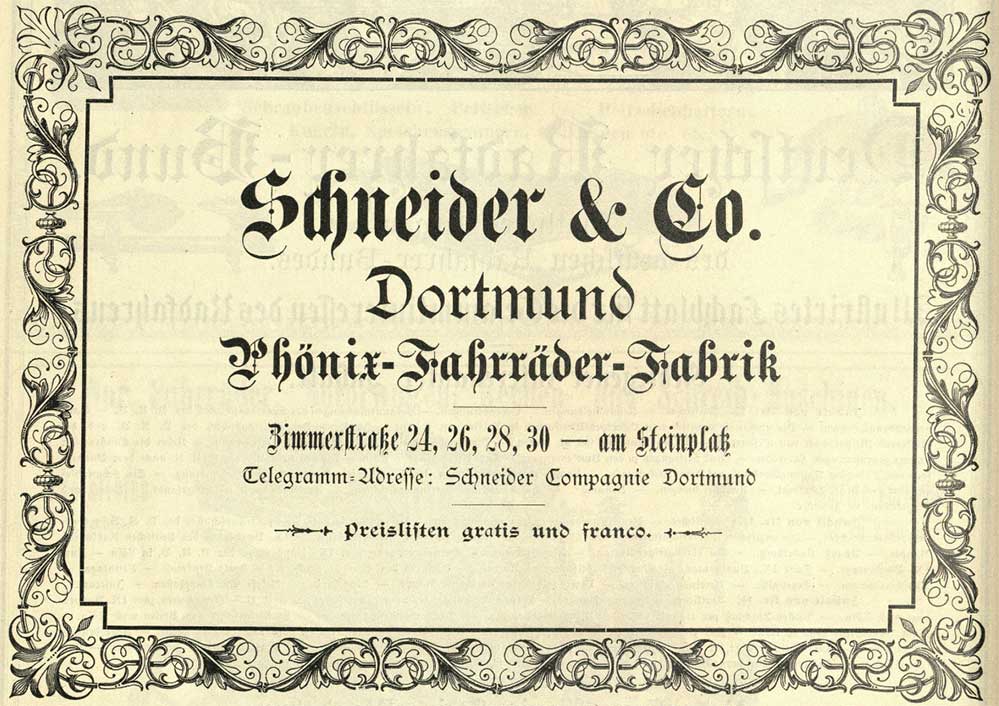 Schneider & Co.
Dortmund
Phönix-Fahrräder-Fabrik
Zimmerstraße 24, 26, 28, 30 — am Steinplatz
Telegramm-Adresse: Schneider Compagnie Dortmund
Preislisten gratis und franco.